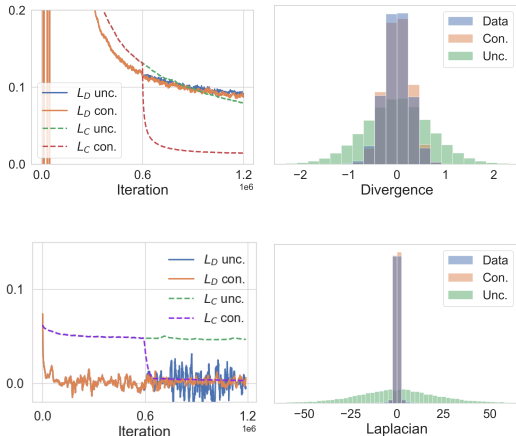 0.2
0.1
0.0
L_D unc.
L_D con.
L_C unc.
L_C con.
0.0 0.6 1.2
1e6
Iteration
Data
Con.
Unc.
−2 −1 0 1 2
Divergence
0.1
0.0
L_D unc.
L_D con.
L_C unc.
L_C con.
0.0 0.6 1.2
1e6
Iteration
Data
Con.
Unc.
−50 −25 0 25 50
Laplacian